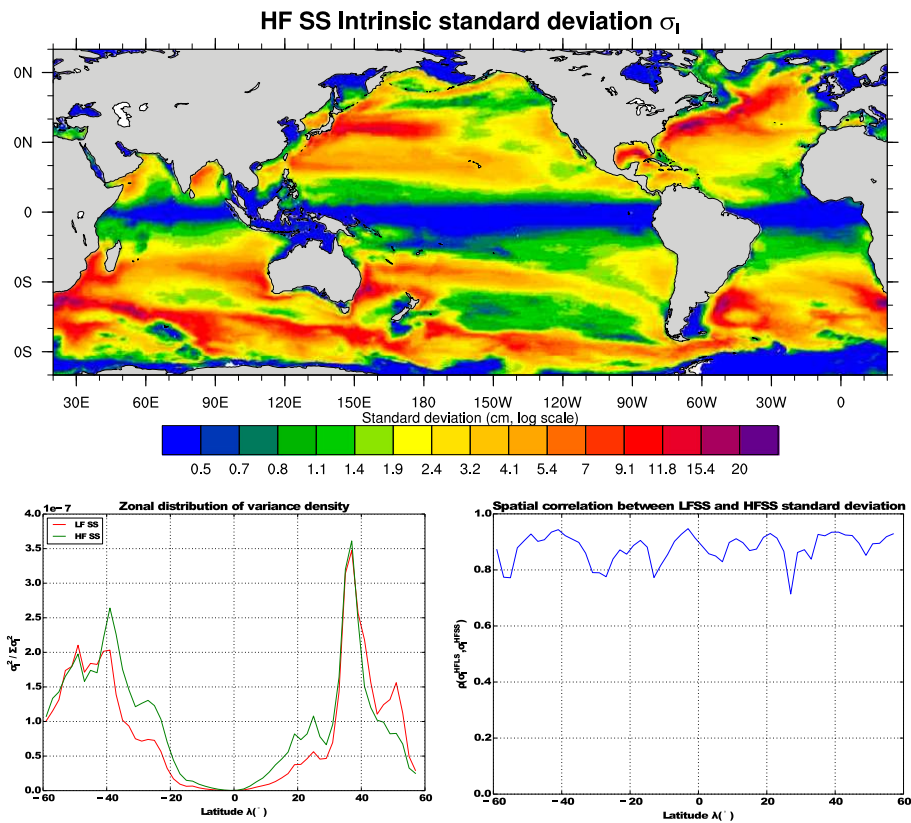 HF SS Intrinsic standard deviation σI
0N
0N
0
0S
0S
30E 60E 90E 120E 150E 180 150W 120W 90W 60W 30W 0
Standard deviation (cm, log scale)
0.5 0.7 0.8 1.1 1.4 1.9 2.4 3.2 4.1 5.4 7 9.1 11.8 15.4 20
Zonal distribution of variance density
1e−7
4.0
3.5
3.0
2.5
2.0
1.5
1.0
0.5
0.0
LF SS
HF SS
σI²/ ΣσI²
−60 −40 −20 0 20 40 60
Latitude λ(°)
Spatial correlation between LFSS and HFSS standard deviation
1.0
0.8
0.6
0.4
0.2
0.0
ρ(σI^HFLS,σI^HFSS)
−60 −40 −20 0 20 40 60
Latitude λ(°)